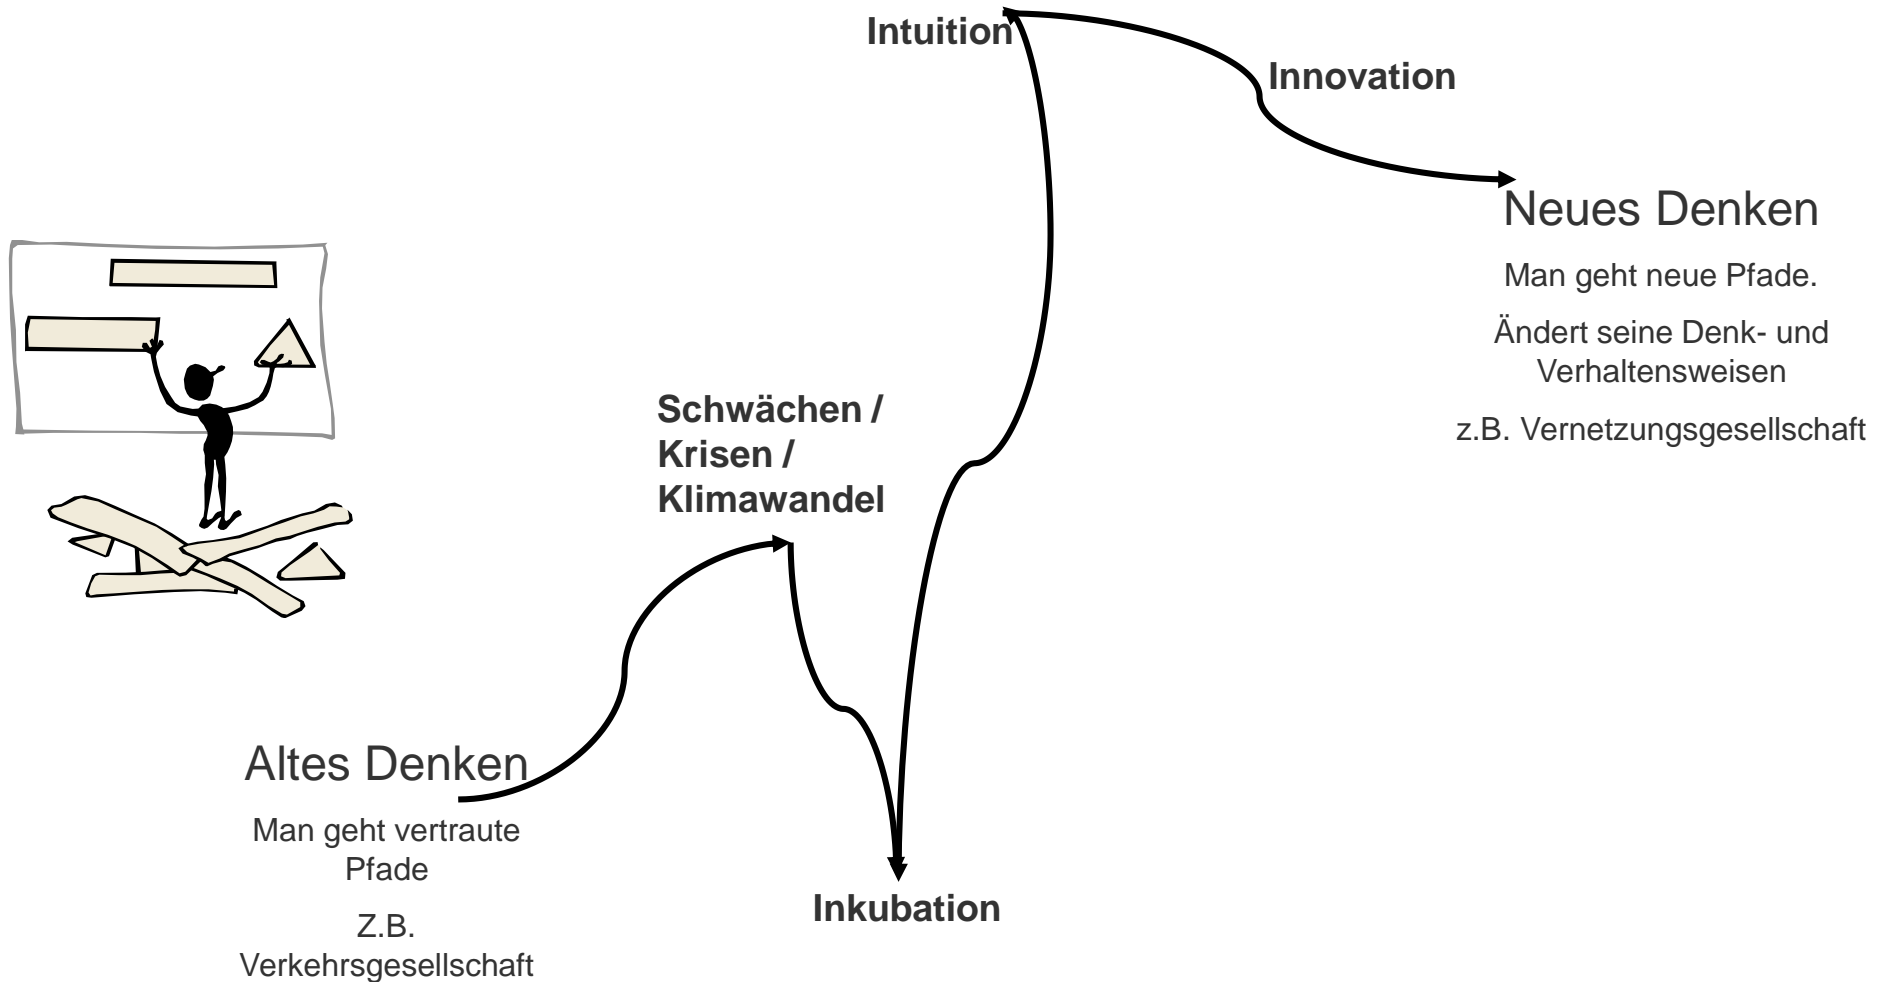 Intuition
Innovation
Neues Denken
Man geht neue Pfade.
Ändert seine Denk- und
Verhaltensweisen
z.B. Vernetzungsgesellschaft
Schwächen /
Krisen /
Klimawandel
Altes Denken
Man geht vertraute
Pfade
Z.B.
Verkehrsgesellschaft
Inkubation